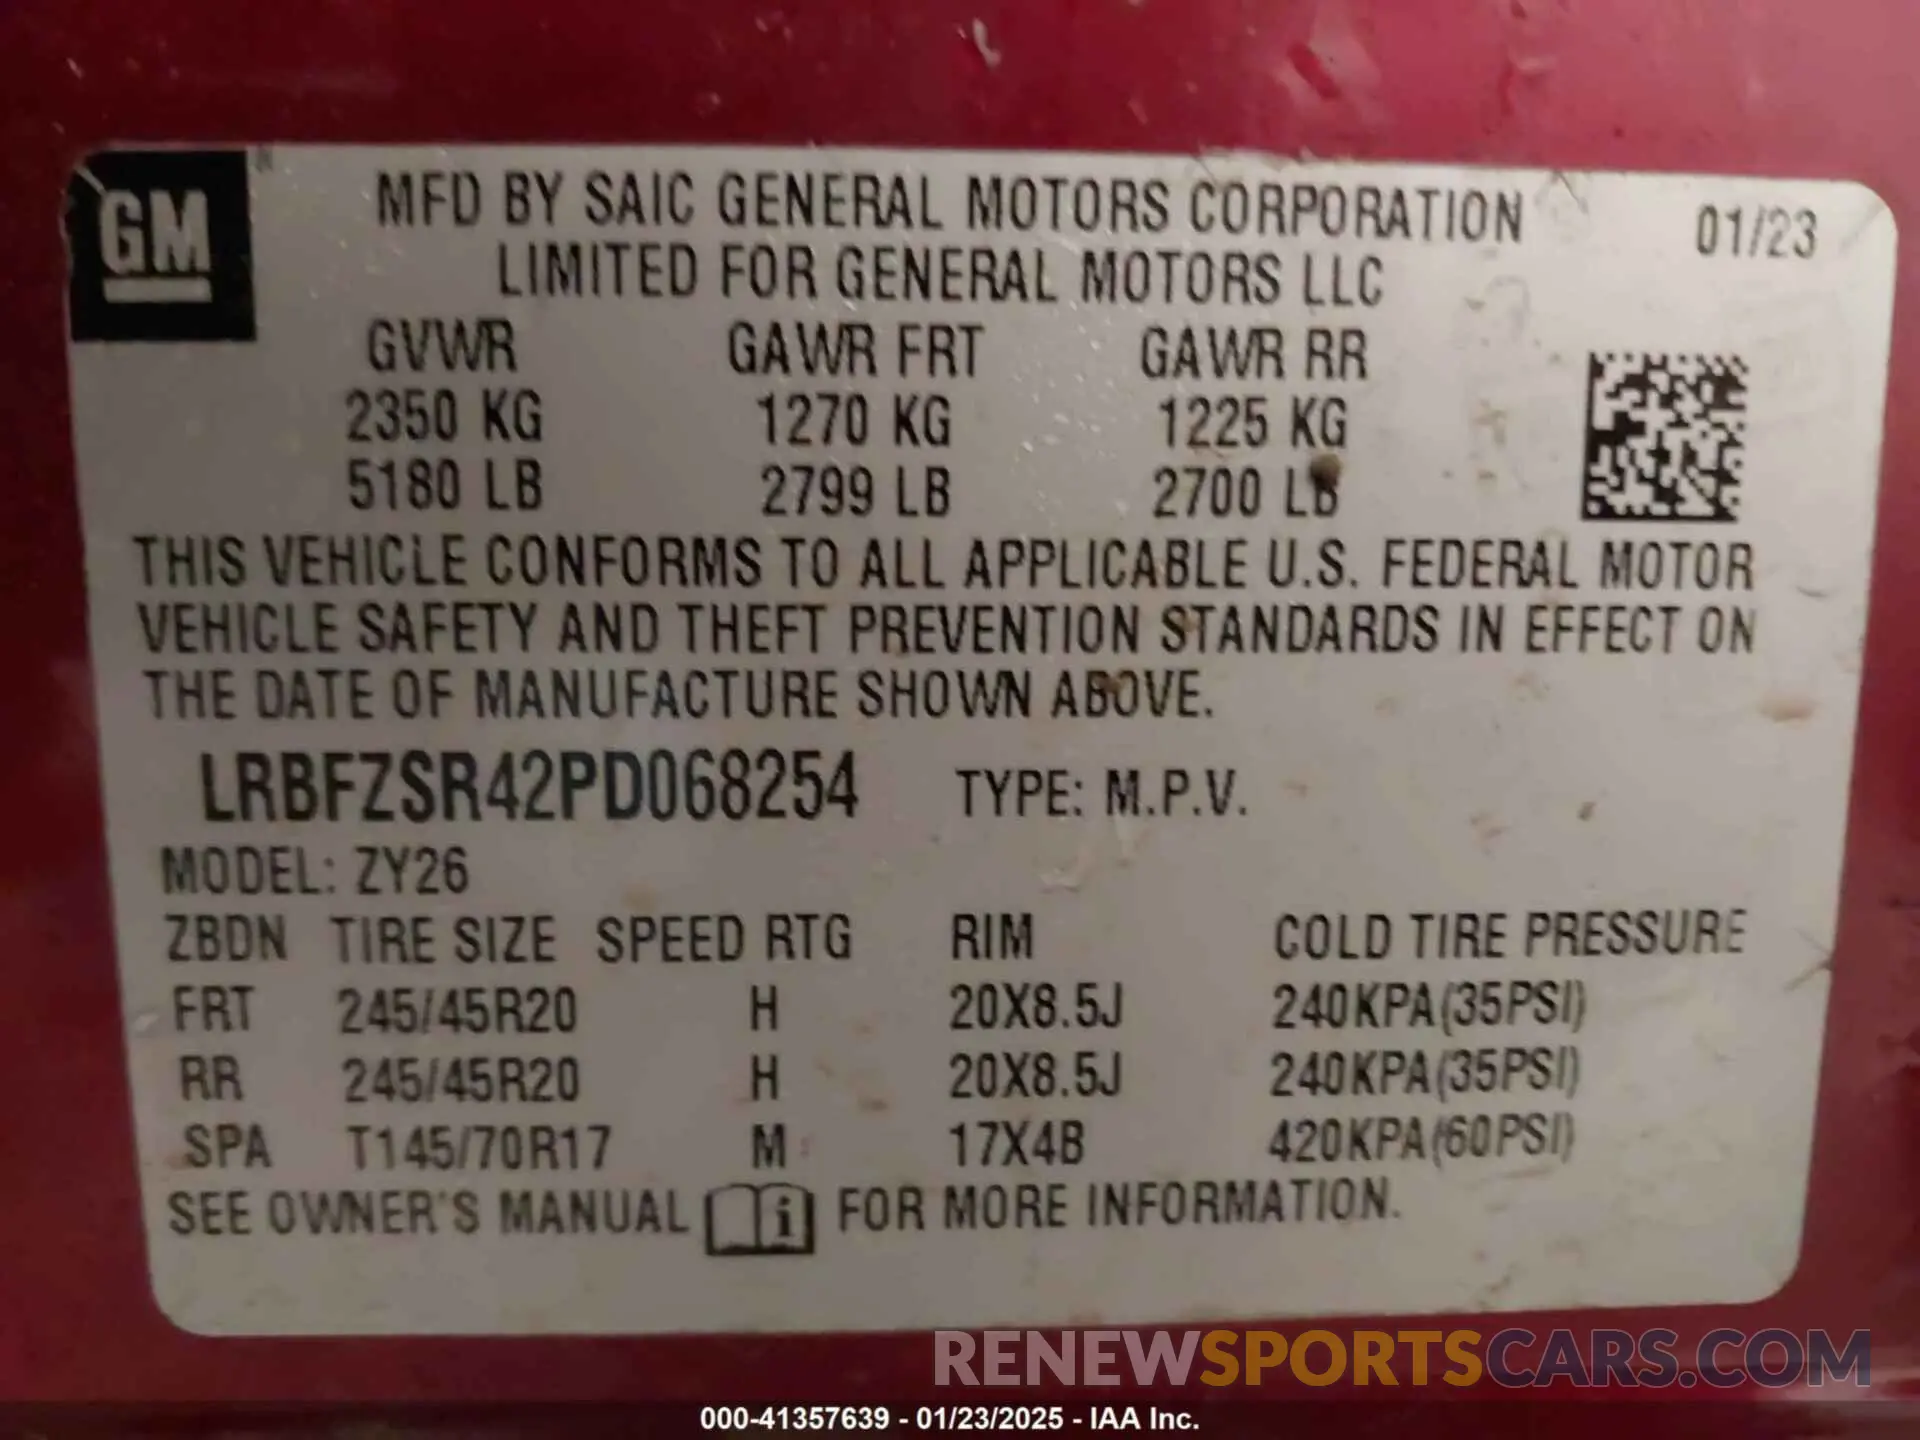 GM
MFD BY SAIC GENERAL MOTORS CORPORATION 01/23
LIMITED FOR GENERAL MOTORS LLC
GVWR GAWR FRT GAWR RR
2350 KG 1270 KG 1225 KG
5180 LB 2799 LB 2700 LB
THIS VEHICLE CONFORMS TO ALL APPLICABLE U.S. FEDERAL MOTOR
VEHICLE SAFETY AND THEFT PREVENTION STANDARDS IN EFFECT ON
THE DATE OF MANUFACTURE SHOWN ABOVE.
LRBFZSR42PD068254 TYPE: M.P.V.
MODEL: ZY26
ZBDN TIRE SIZE SPEED RTG RIM COLD TIRE PRESSURE
FRT 245/45R20 H 20X8.5J 240KPA(35PSI)
RR 245/45R20 H 20X8.5J 240KPA(35PSI)
SPA T145/70R17 M 17X4B 420KPA(60PSI)
SEE OWNER'S MANUAL i FOR MORE INFORMATION.
RENEWSPORTSCARS.COM
000-41357639 - 01/23/2025 - IAA Inc.